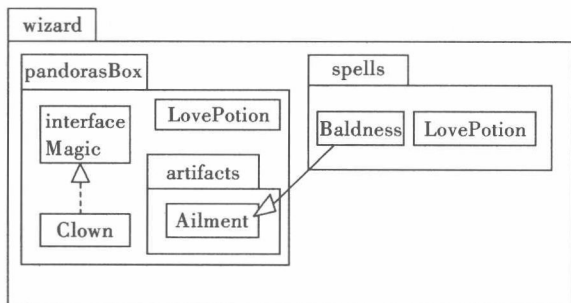 wizard
pandorasBox
interface
Magic
LovePotion
artifacts
Ailment
Clown
spells
Baldness
LovePotion